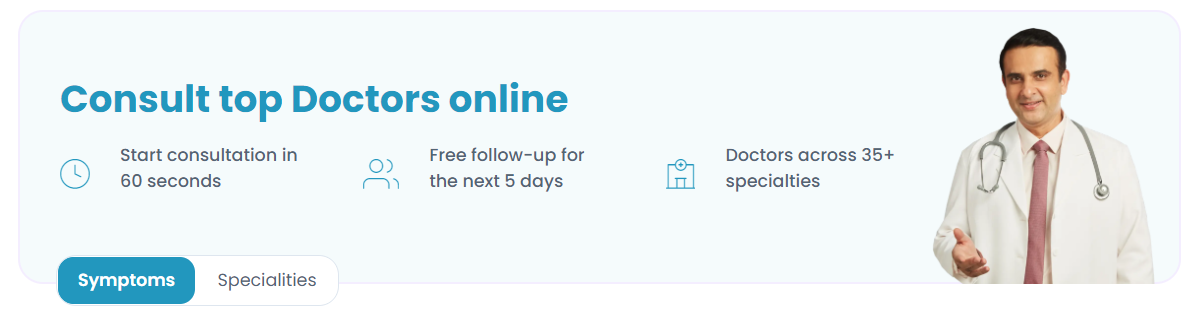 Consult top Doctors online
Start consultation in
60 seconds
Free follow-up for
the next 5 days
Doctors across 35+
specialties
Symptoms
Specialities